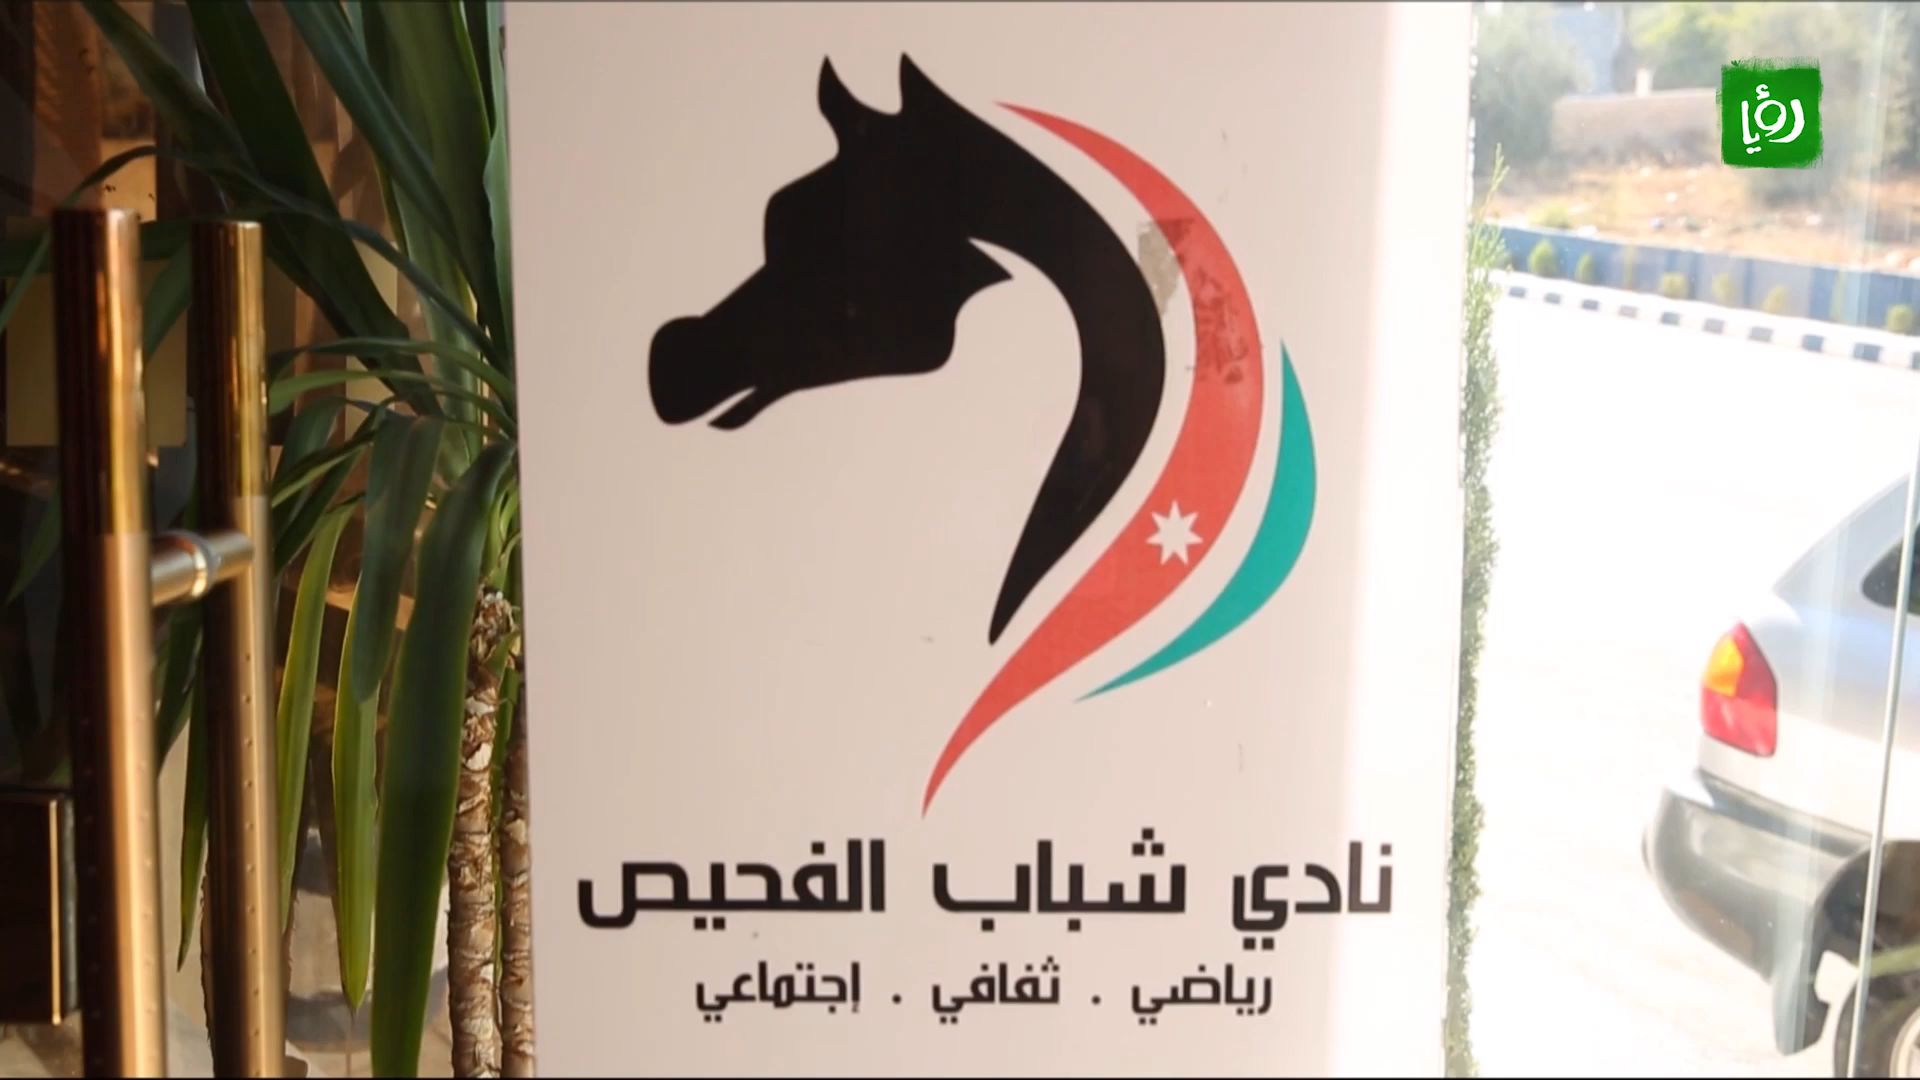 رؤيا
نادي شباب الفحيص
رياضي . ثقافي . إجتماعي